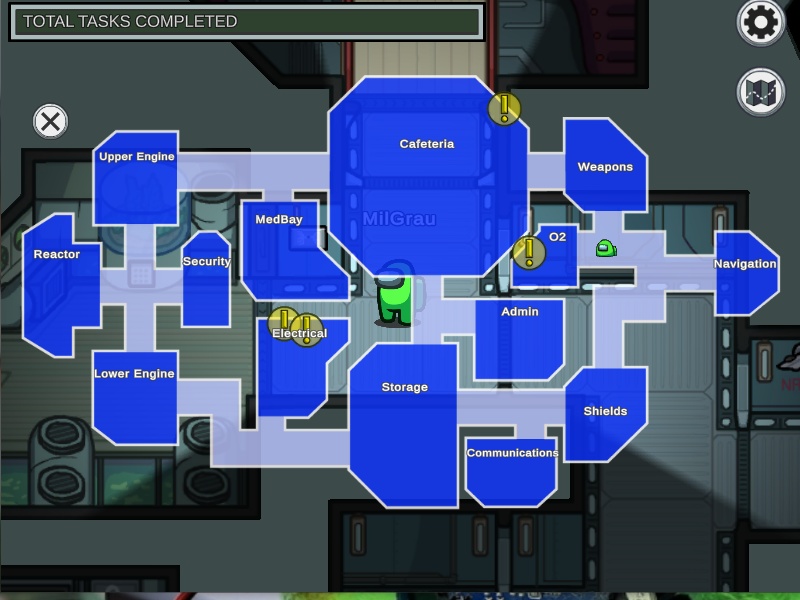 TOTAL TASKS COMPLETED
Cafeteria
Upper Engine
Weapons
MedBay
MilGrau
O2
Reactor
Security
Navigation
Admin
Electrical
Lower Engine
Storage
Shields
Communications